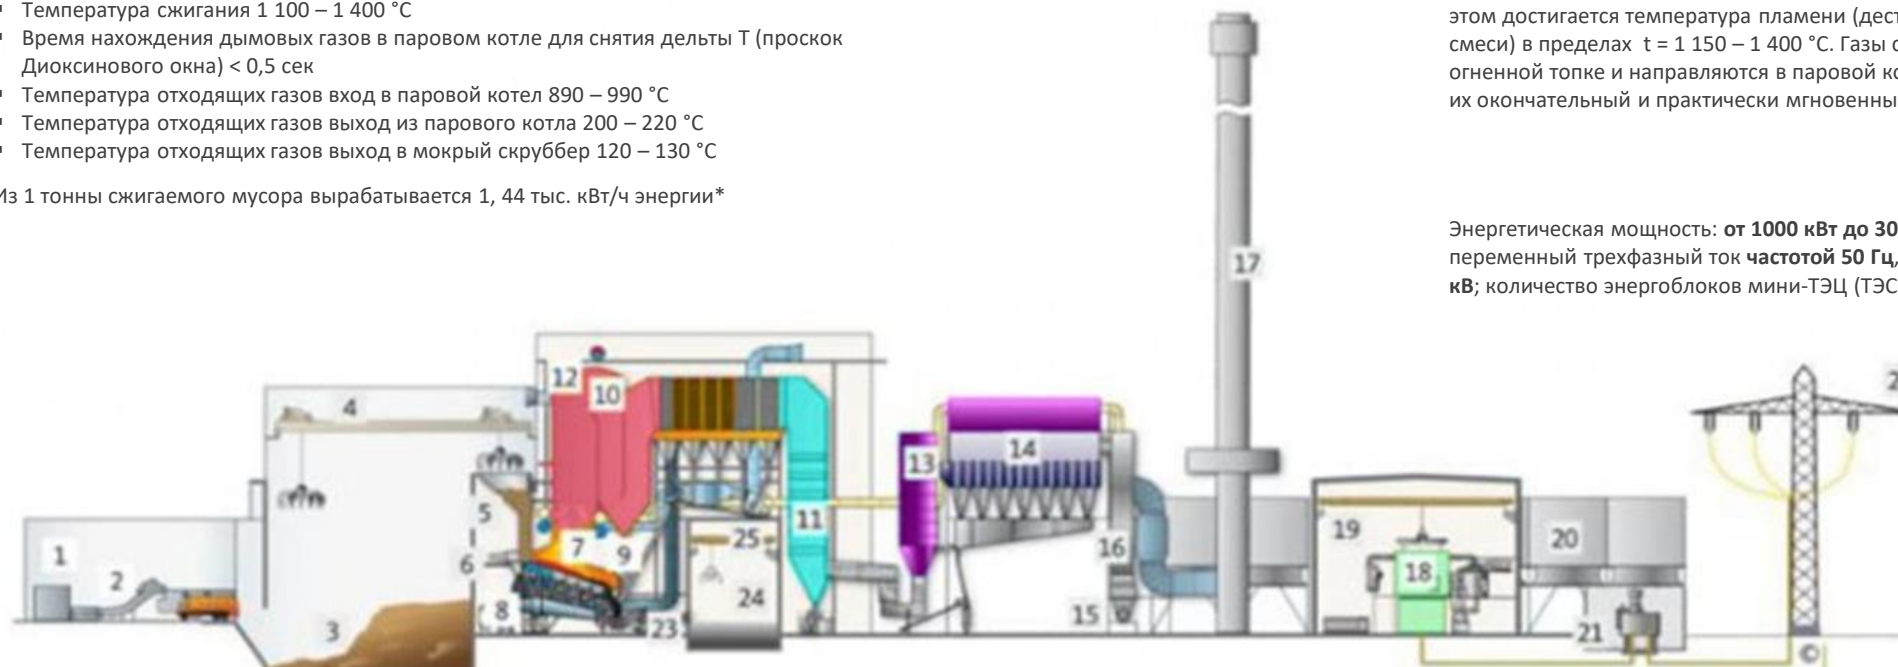 Температура сжигания 1 100 – 1 400 °C
Время нахождения дымовых газов в паровом котле для снятия дельты Т (проскок
Диоксинового окна) < 0,5 сек
Температура отходящих газов вход в паровой котел 890 – 990 °C
Температура отходящих газов выход из парового котла 200 – 220 °C
Температура отходящих газов выход в мокрый скруббер 120 – 130 °C
Из 1 тонны сжигаемого мусора вырабатывается 1, 44 тыс. кВт/ч энергии*
этом достигается температура пламени
смеси) в пределах t = 1 150 – 1 400 °C. Газы
огненной топке и направляются в паровой
их окончательный и практически
Энергетическая мощность: от 1000 кВт до
переменный трехфазный ток частотой 50 Гц,
кВ; количество энергоблоков мини-ТЭЦ (ТЭС
1
2
3
4
5
6
7
8
9
10
11
12
13
14
15
16
17
18
19
20
21
23
24
25
©